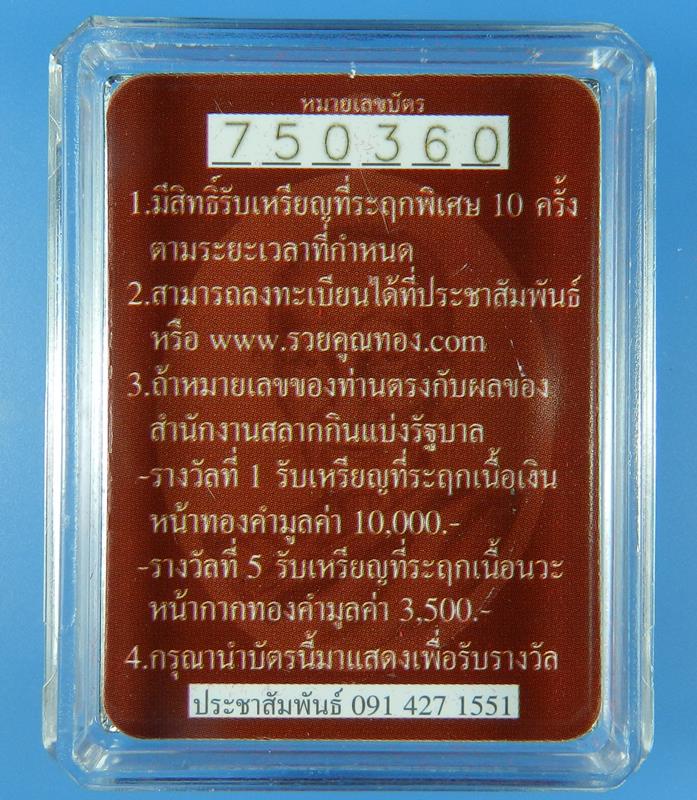 หมายเลขบัตร
750360
1.มีสิทธิ์รับเหรียญที่ระฤกพิเศษ 10 ครั้ง
ตามระยะเวลาที่กำหนด
2.สามารถลงทะเบียนได้ที่ประชาสัมพันธ์
หรือ www.รวยคูณทอง.com
3.ถ้าหมายเลขของท่านตรงกับผลของ
สำนักงานสลากกินแบ่งรัฐบาล
-รางวัลที่ 1 รับเหรียญที่ระฤกเนื้อเงิน
หน้าทองคำมูลค่า 10,000.-
-รางวัลที่ 5 รับเหรียญที่ระฤกเนื้อนวะ
หน้ากากทองคำมูลค่า 3,500.-
4.กรุณานำบัตรนี้มาแสดงเพื่อรับรางวัล
ประชาสัมพันธ์ 091 427 1551